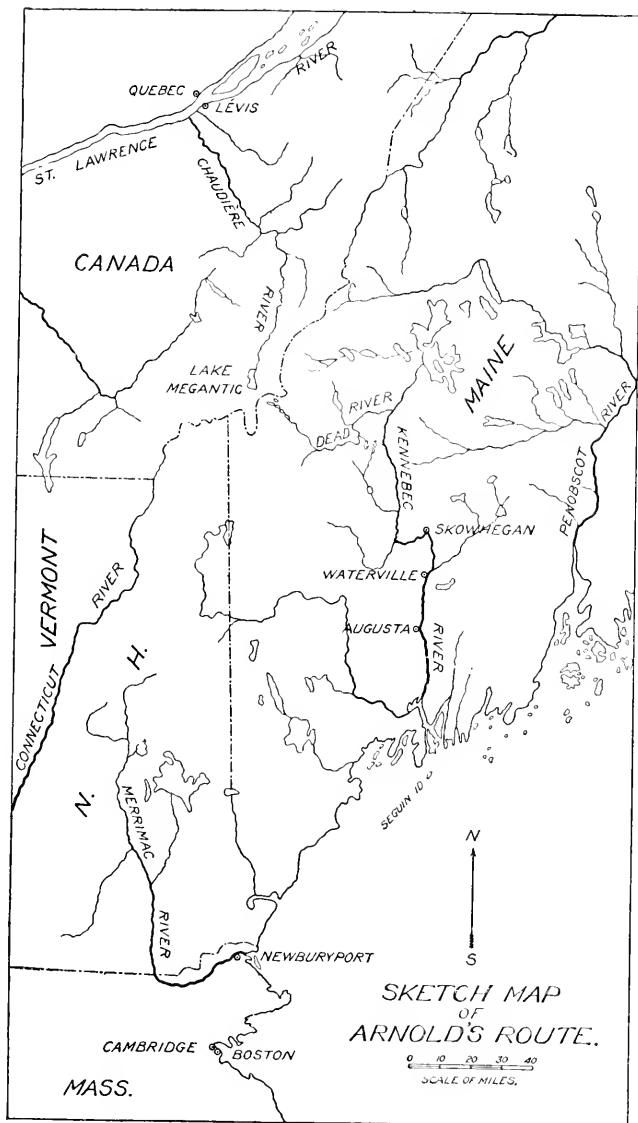 QUEBEC
RIVER
LÉVIS
ST. LAWRENCE
CHAUDIÈRE
CANADA
RIVER
LAKE
MEGANTIC
MAINE
RIVER
DEAD
KENNEBEC
RIVER
PENOBSCOT
SKOWHEGAN
WATERVILLE
VERMONT
RIVER
AUGUSTA
RIVER
CONNECTICUT
H.
N.
MERRIMAC
SEGUIN ID
N
S
RIVER
NEWBURYPORT
SKETCH MAP
OF
ARNOLD'S ROUTE.
0 10 20 30 40
SCALE OF MILES.
CAMBRIDGE
BOSTON
MASS.